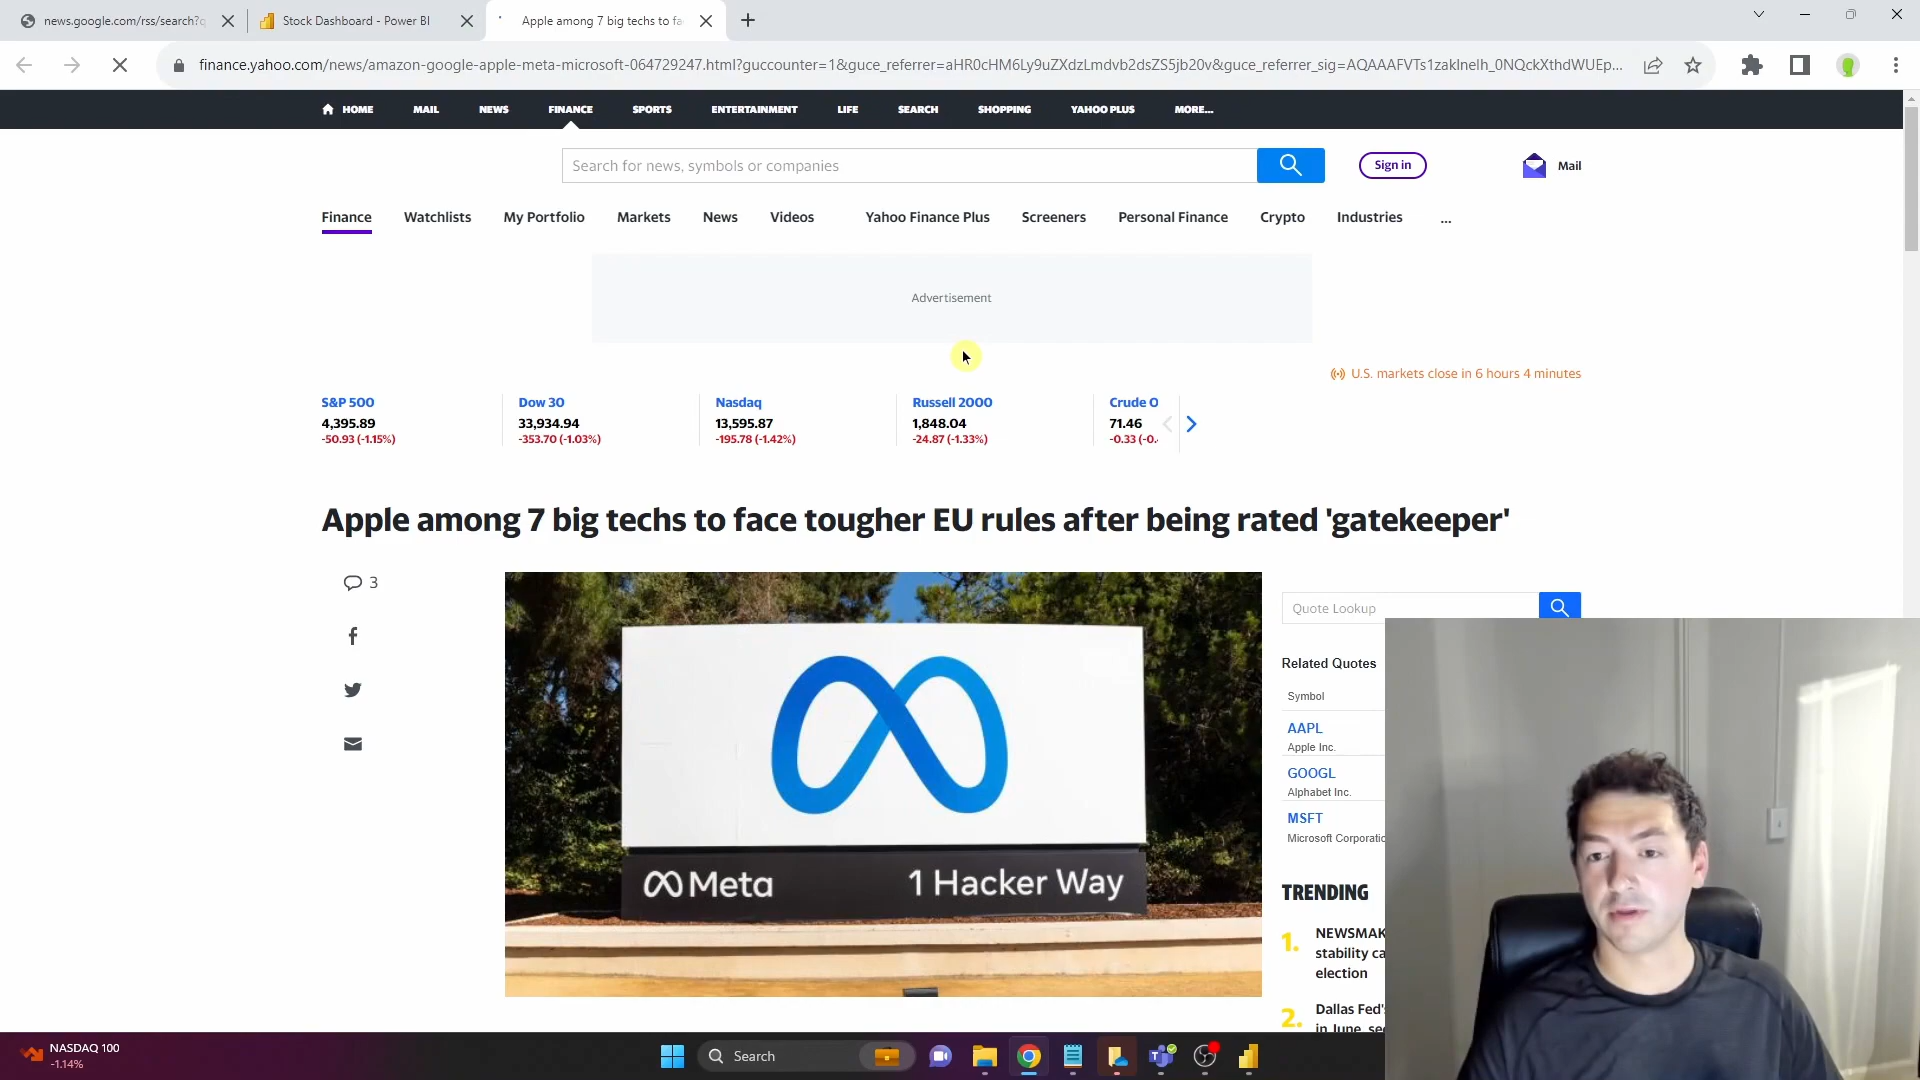 news.google.com/rss/search?q
Stock Dashboard - Power BI
Apple among 7 big techs to fa
finance.yahoo.com/news/amazon-google-apple-meta-microsoft-064729247.html?guccounter=1&guce_referrer=aHR0cHM6Ly9uZXdzLmdvb2dsZS5jb20v&guce_referrer_sig=AQAAAFVTs1zakInelh_0NQckXthdWUEp...
HOME MAIL NEWS FINANCE SPORTS ENTERTAINMENT LIFE SEARCH SHOPPING YAHOO PLUS MORE...
Search for news, symbols or companies
Sign in
Mail
Finance Watchlists My Portfolio Markets News Videos Yahoo Finance Plus Screeners Personal Finance Crypto Industries ...
Advertisement
U.S. markets close in 6 hours 4 minutes
S&P 500 Dow 30 Nasdaq Russell 2000 Crude O
4,395.89 33,934.94 13,595.87 1,848.04 71.46
-50.93 (-1.15%) -353.70 (-1.03%) -195.78 (-1.42%) -24.87 (-1.33%) -0.33 (-0.
Apple among 7 big techs to face tougher EU rules after being rated 'gatekeeper'
3
Meta 1 Hacker Way
Quote Lookup
Related Quotes
Symbol
AAPL
Apple Inc.
GOOGL
Alphabet Inc.
MSFT
Microsoft Corporatic
TRENDING
1. NEWSMAK
stability ca
election
2. Dallas Fed'
in June, sec
NASDAQ 100
-1.14%
Search